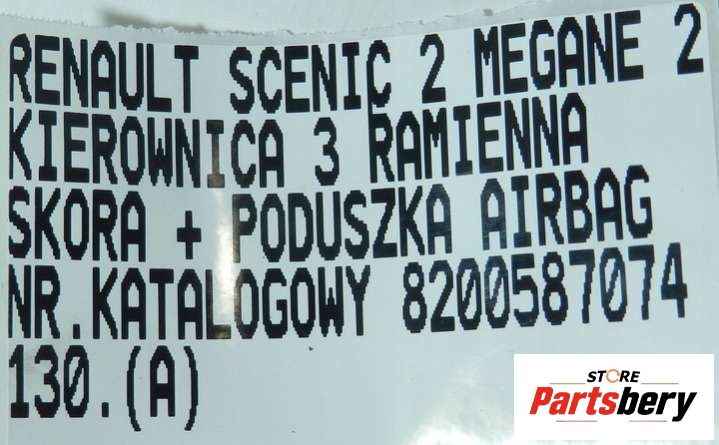 RENAULT SCENIC 2 MEGANE 2
KIEROWNICA 3 RAMIENNA
SKORA + PODUSZKA AIRBAG
NR.KATALOGOWY 8200587074
130.(A)
STORE
Partsbery